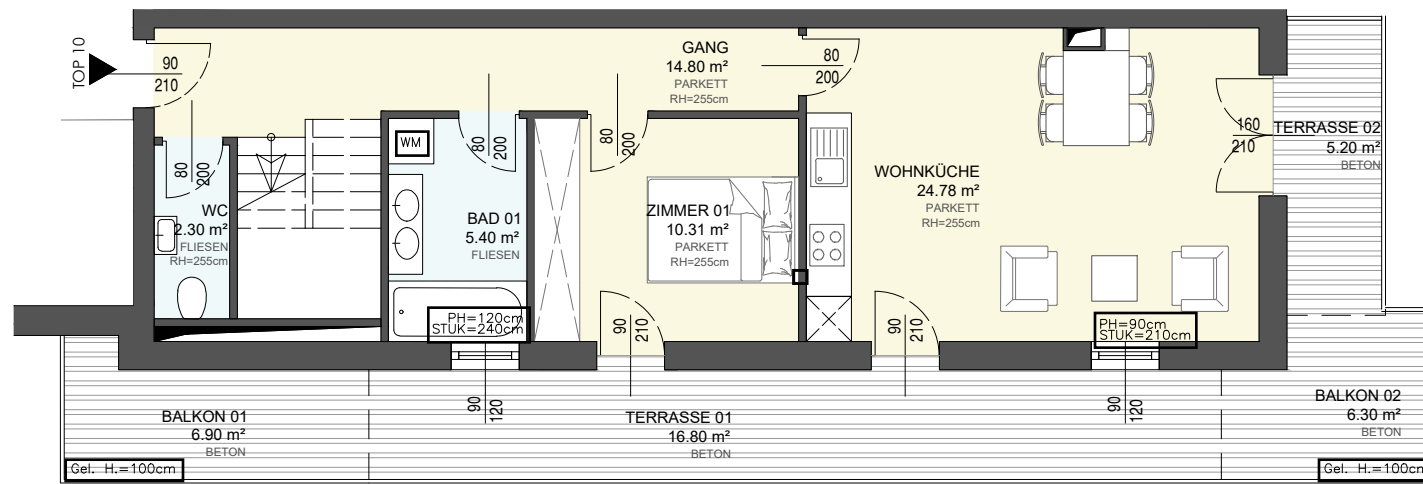 TOP 10
90
210
GANG
14.80 m²
PARKETT
RH=255cm
80
200
80
200
WC
2.30 m²
FLIESEN
RH=255cm
WM
80
200
BAD 01
5.40 m²
FLIESEN
80
200
ZIMMER 01
10.31 m²
PARKETT
RH=255cm
WOHNKÜCHE
24.78 m²
PARKETT
RH=255cm
160
210
TERRASSE 02
5.20 m²
BETON
PH=120cm
STUK=240cm
90
210
90
210
PH=90cm
STUK=210cm
90
120
90
120
BALKON 01
6.90 m²
BETON
TERRASSE 01
16.80 m²
BETON
BALKON 02
6.30 m²
BETON
Gel. H.=100cm
Gel. H.=100cm